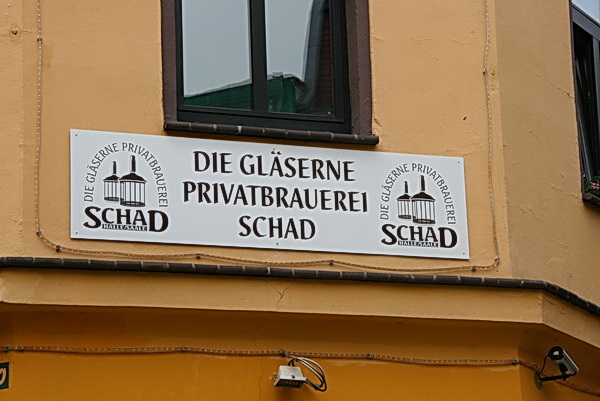 DIE GLÄSERNE PRIVATBRAUEREI
SCHAD
HALLE/SAALE
DIE GLÄSERNE
PRIVATBRAUEREI
SCHAD
DIE GLÄSERNE PRIVATBRAUEREI
SCHAD
HALLE/SAALE